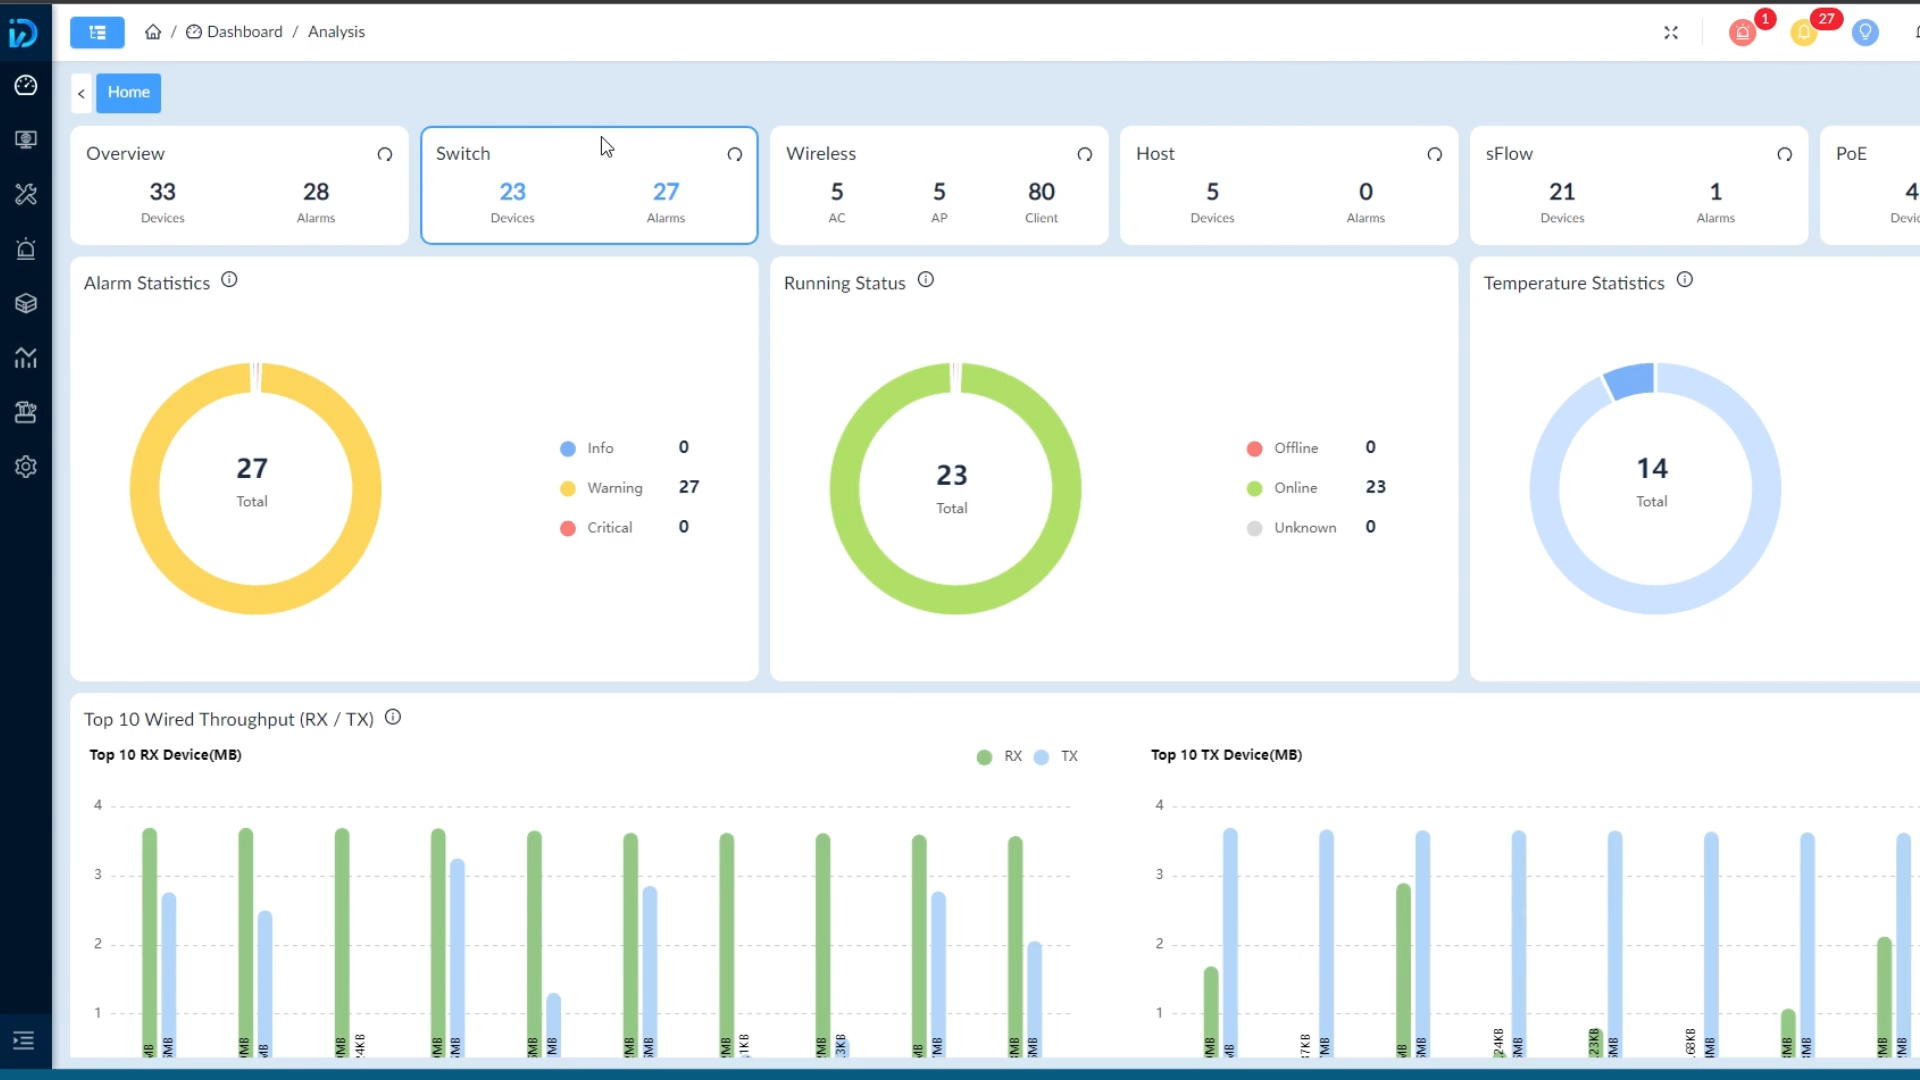 Dashboard / Analysis
1
27
<
Home
Overview
33 Devices
28 Alarms
Switch
23 Devices
27 Alarms
Wireless
5 AC
5 AP
80 Client
Host
5 Devices
0 Alarms
sFlow
21 Devices
1 Alarms
PoE
Alarm Statistics
27
Total
Info 0
Warning 27
Critical 0
Running Status
23
Total
Offline 0
Online 23
Unknown 0
Temperature Statistics
14
Total
Top 10 Wired Throughput (RX / TX)
Top 10 RX Device(MB)
RX TX
4
3
2
1
Top 10 TX Device(MB)
4
3
2
1